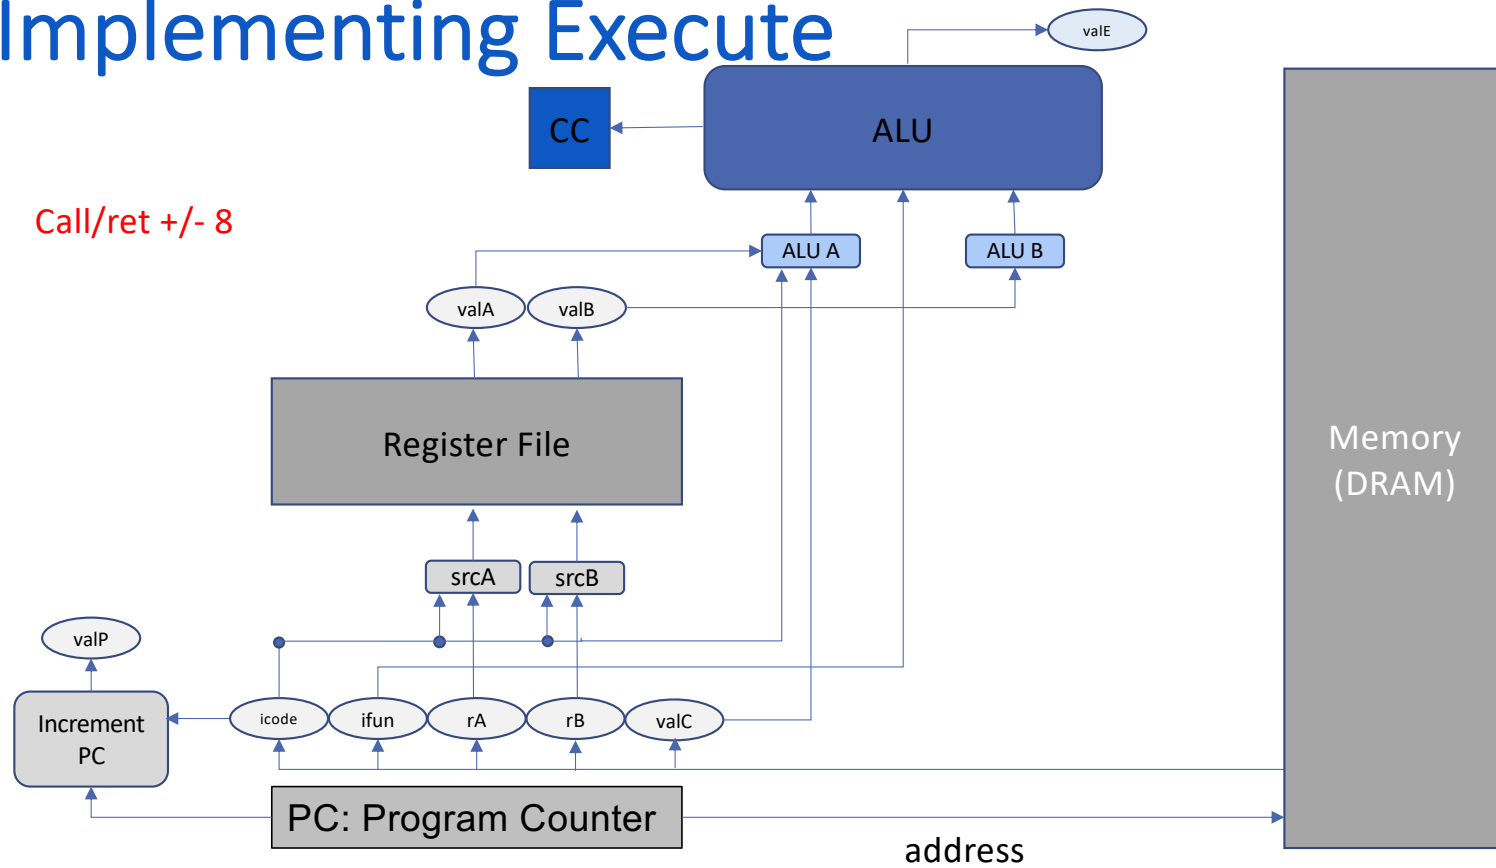 Implementing Execute
valE
CC
ALU
Call/ret +/- 8
ALU A
ALU B
valA
valB
Register File
Memory
(DRAM)
srcA
srcB
valP
Increment
PC
icode
ifun
rA
rB
valC
PC: Program Counter
address